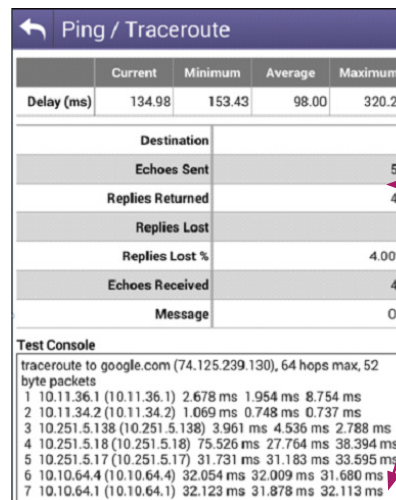 Ping / Traceroute
Current Minimum Average Maximum
Delay (ms) 134.98 153.43 98.00 320.2
Destination
Echoes Sent 5
Replies Returned 4
Replies Lost
Replies Lost % 4.00
Echoes Received 4
Message O
Test Console
traceroute to google.com (74.125.239.130), 64 hops max, 52
byte packets
1 10.11.36.1 (10.11.36.1) 2.678 ms 1.954 ms 8.754 ms
2 10.11.34.2 (10.11.34.2) 1.069 ms 0.748 ms 0.737 ms
3 10.251.5.138 (10.251.5.138) 3.961 ms 4.536 ms 2.788 ms
4 10.251.5.18 (10.251.5.18) 75.526 ms 27.764 ms 38.394 ms
5 10.251.5.17 (10.251.5.17) 31.731 ms 31.183 ms 33.595 ms
6 10.10.64.4 (10.10.64.4) 32.054 ms 32.009 ms 31.680 ms
7 10.10.64.1 (10.10.64.1) 32.123 ms 31.878 ms 32.113 ms